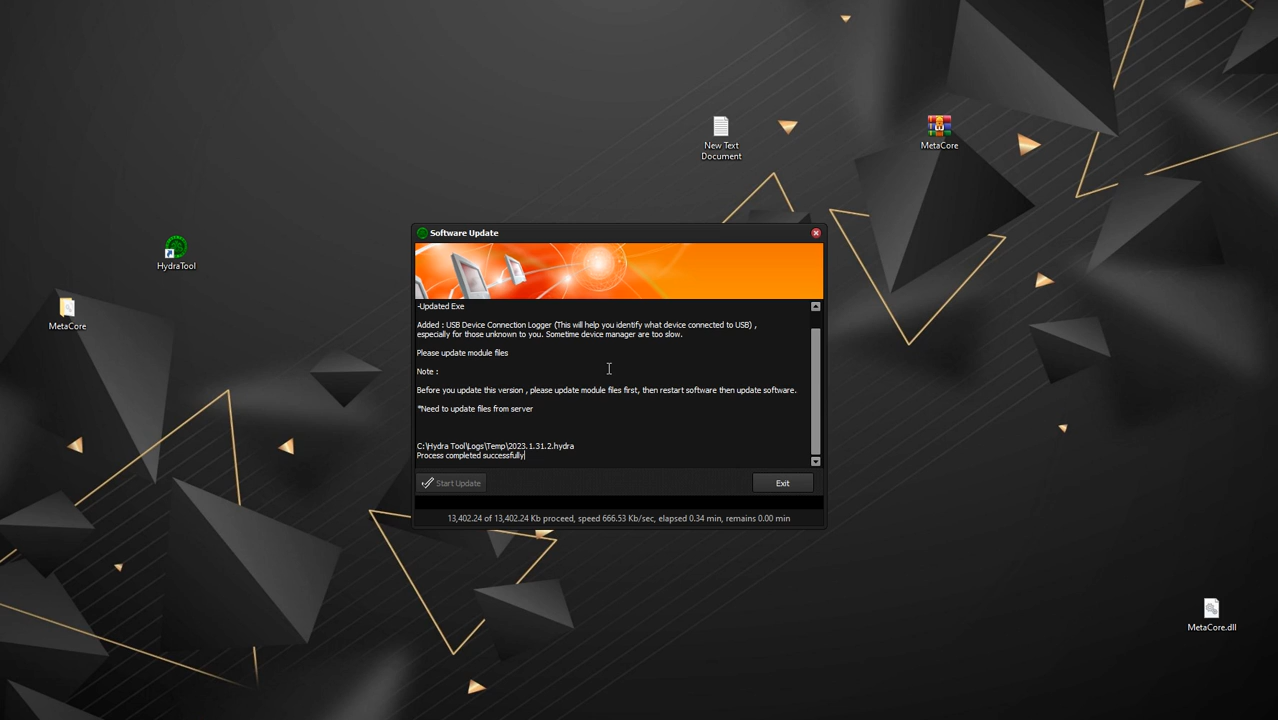 New Text
Document
MetaCore
HydraTool
MetaCore
Software Update
-Updated Exe
Added : USB Device Connection Logger (This will help you identify what device connected to USB) ,
especially for those unknown to you. Sometime device manager are too slow.
Please update module files
Note :
Before you update this version , please update module files first, then restart software then update software.
*Need to update files from server
C:\Hydra Tool\Logs\Temp\2023.1.31.2.hydra
Process completed successfully
Start Update
Exit
13,402.24 of 13,402.24 Kb proceed, speed 666.53 Kb/sec, elapsed 0.34 min, remains 0.00 min
MetaCore.dll